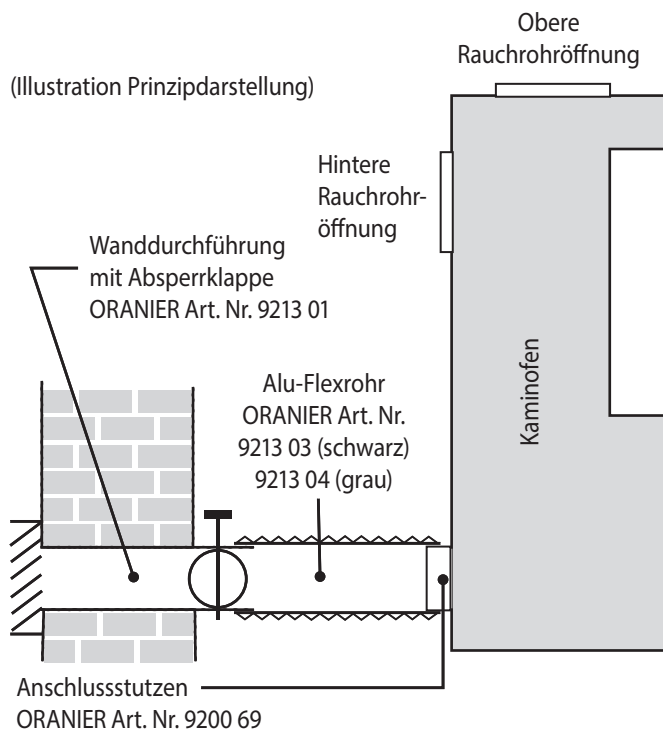 Obere
Rauchrohröffnung
(Illustration Prinzipdarstellung)
Hintere
Rauchrohr-
öffnung
Wanddurchführung
mit Absperrklappe
ORANIER Art. Nr. 9213 01
Alu-Flexrohr
ORANIER Art. Nr.
9213 03 (schwarz)
9213 04 (grau)
Kaminofen
Anschlussstutzen
ORANIER Art. Nr. 9200 69